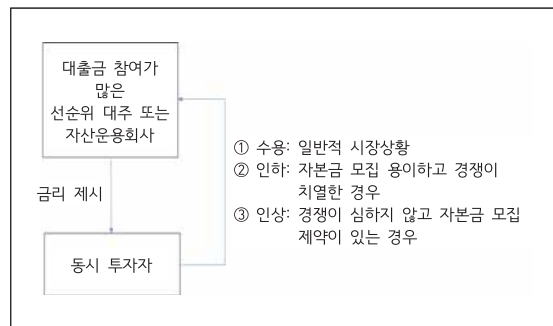 대출금 참여가
많은
선순위 대주 또는
자산운용회사
금리 제시
동시 투자자
① 수용: 일반적 시장상황
② 인하: 자본금 모집 용이하고 경쟁이
치열한 경우
③ 인상: 경쟁이 심하지 않고 자본금 모집
제약이 있는 경우